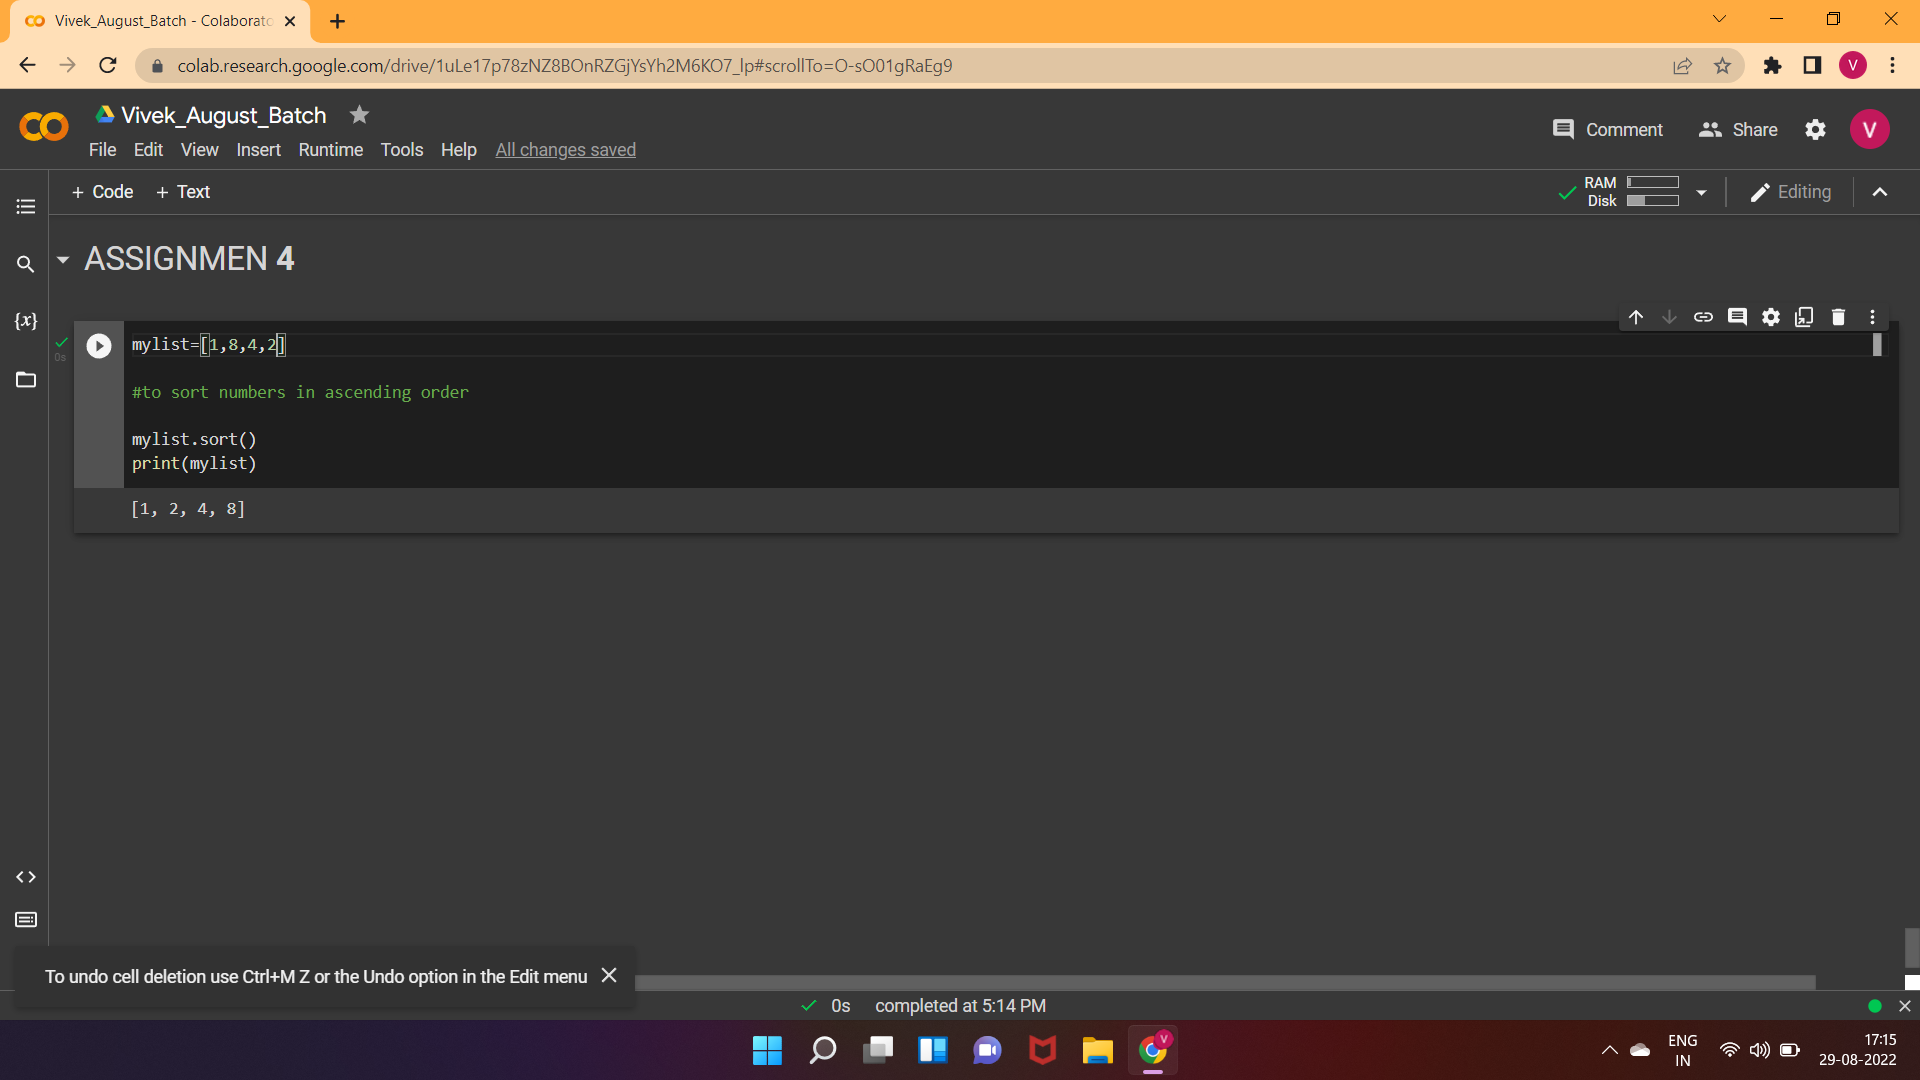 Vivek_August_Batch - Colaborato
colab.research.google.com/drive/1uLe17p78zNZ8BOnRZGjYsYh2M6KO7_lp#scrollTo=O-sO01gRaEg9
V
Vivek_August_Batch
File Edit View Insert Runtime Tools Help All changes saved
Comment Share V
+ Code + Text
RAM
Disk
Editing
ASSIGNMEN 4
{x}
0s
mylist=[1,8,4,2]
#to sort numbers in ascending order
mylist.sort()
print(mylist)
[1, 2, 4, 8]
To undo cell deletion use Ctrl+M Z or the Undo option in the Edit menu
0s completed at 5:14 PM
V
ENG
IN
17:15
29-08-2022